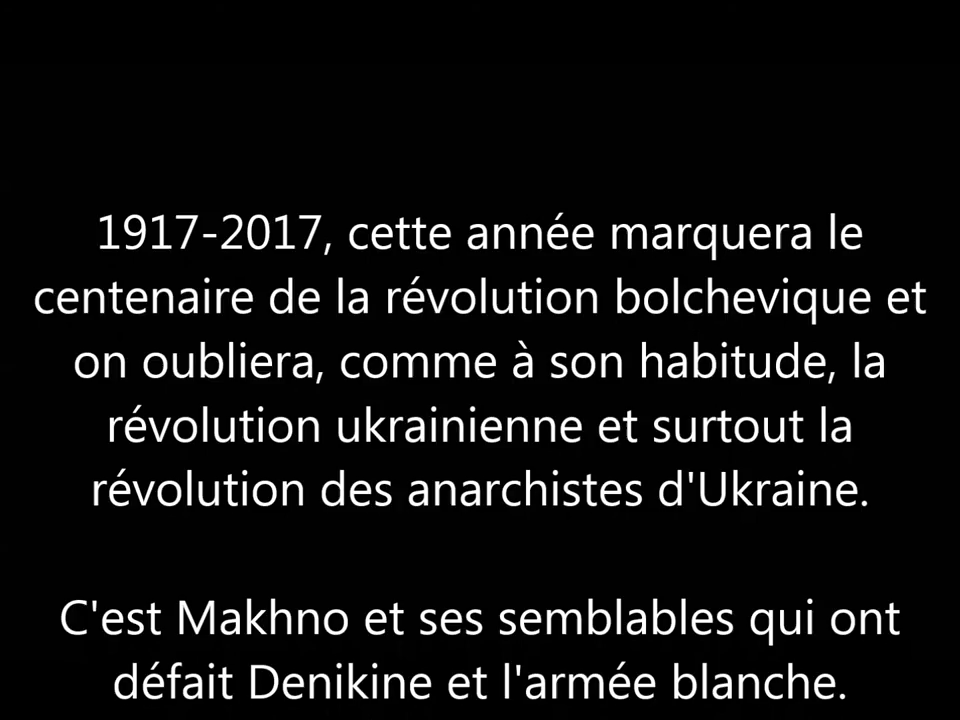 1917-2017, cette année marquera le
centenaire de la révolution bolchevique et
on oubliera, comme à son habitude, la
révolution ukrainienne et surtout la
révolution des anarchistes d'Ukraine.
C'est Makhno et ses semblables qui ont
défait Denikine et l'armée blanche.